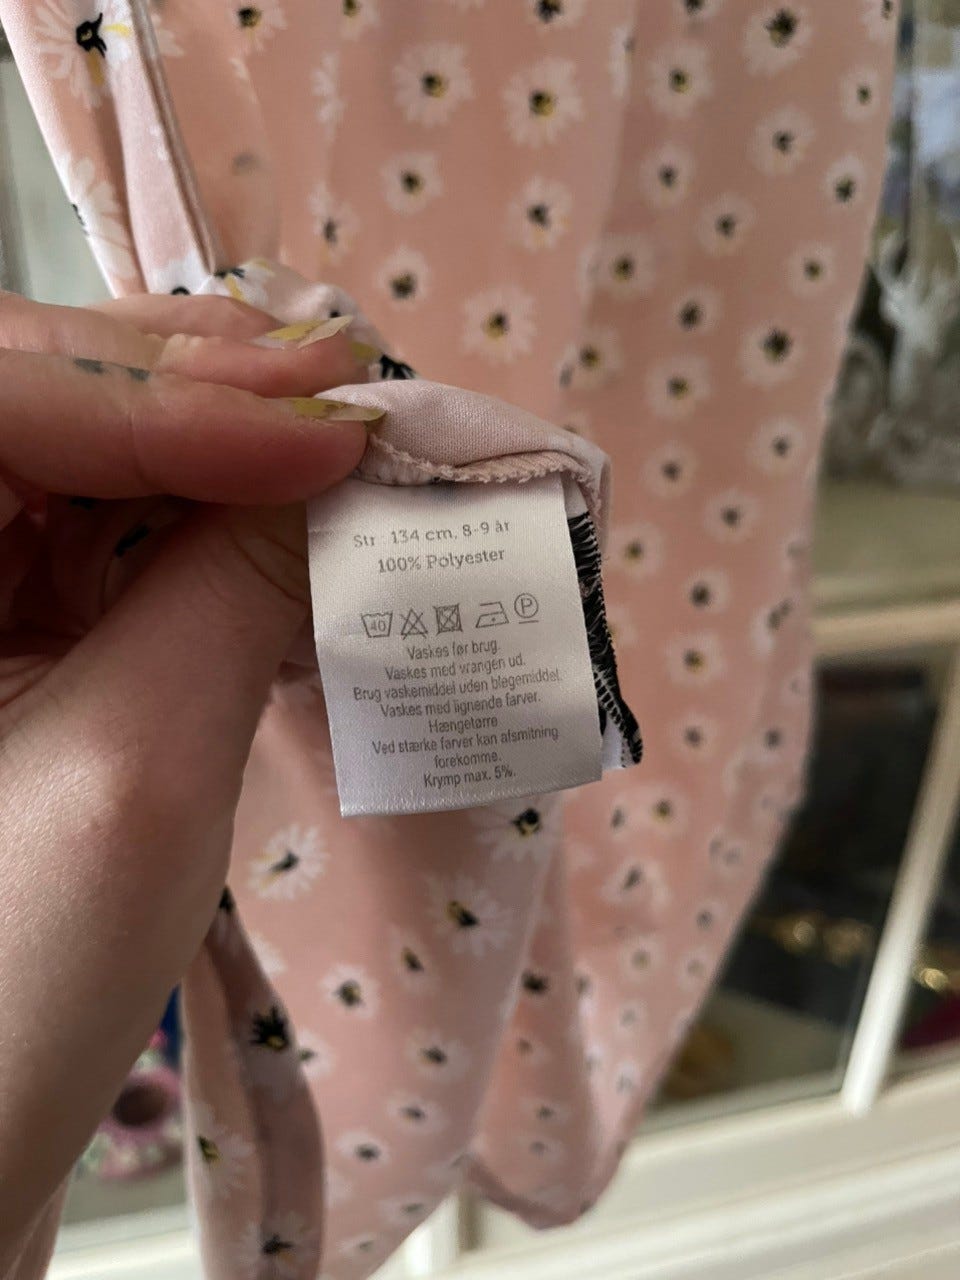 Str : 134 cm, 8-9 år
100% Polyester
40 P
Vaskes før brug.
Vaskes med vrangen ud.
Brug vaskemiddel uden blegemiddel.
Vaskes med lignende farver.
Hængetørre
Ved stærke farver kan afsmitning
forekomme.
Krymp max. 5%.